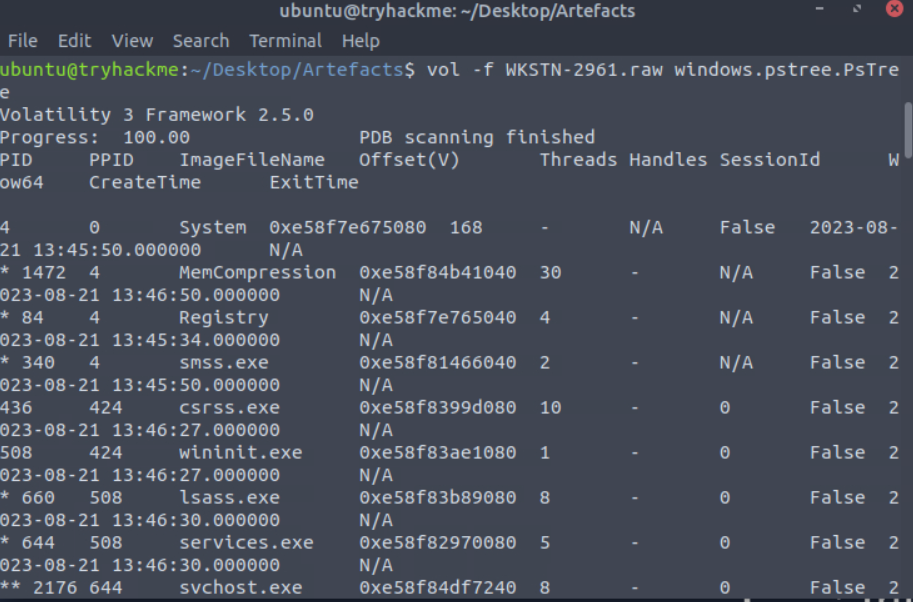 ubuntu@tryhackme: ~/Desktop/Artefacts
File Edit View Search Terminal Help
ubuntu@tryhackme:~/Desktop/Artefacts$ vol -f WKSTN-2961.raw windows.pstree.PsTre
e
Volatility 3 Framework 2.5.0
Progress: 100.00 PDB scanning finished
PID PPID ImageFileName Offset(V) Threads Handles SessionId W
ow64 CreateTime ExitTime
4 0 System 0xe58f7e675080 168 - N/A False 2023-08-
21 13:45:50.000000 N/A
* 1472 4 MemCompression 0xe58f84b41040 30 - N/A False 2
023-08-21 13:46:50.000000 N/A
* 84 4 Registry 0xe58f7e765040 4 - N/A False 2
023-08-21 13:45:34.000000 N/A
* 340 4 smss.exe 0xe58f81466040 2 - N/A False 2
023-08-21 13:45:50.000000 N/A
436 424 csrss.exe 0xe58f8399d080 10 - 0 False 2
023-08-21 13:46:27.000000 N/A
508 424 wininit.exe 0xe58f83ae1080 1 - 0 False 2
023-08-21 13:46:27.000000 N/A
* 660 508 lsass.exe 0xe58f83b89080 8 - 0 False 2
023-08-21 13:46:30.000000 N/A
* 644 508 services.exe 0xe58f82970080 5 - 0 False 2
023-08-21 13:46:30.000000 N/A
** 2176 644 svchost.exe 0xe58f84df7240 8 - 0 False 2